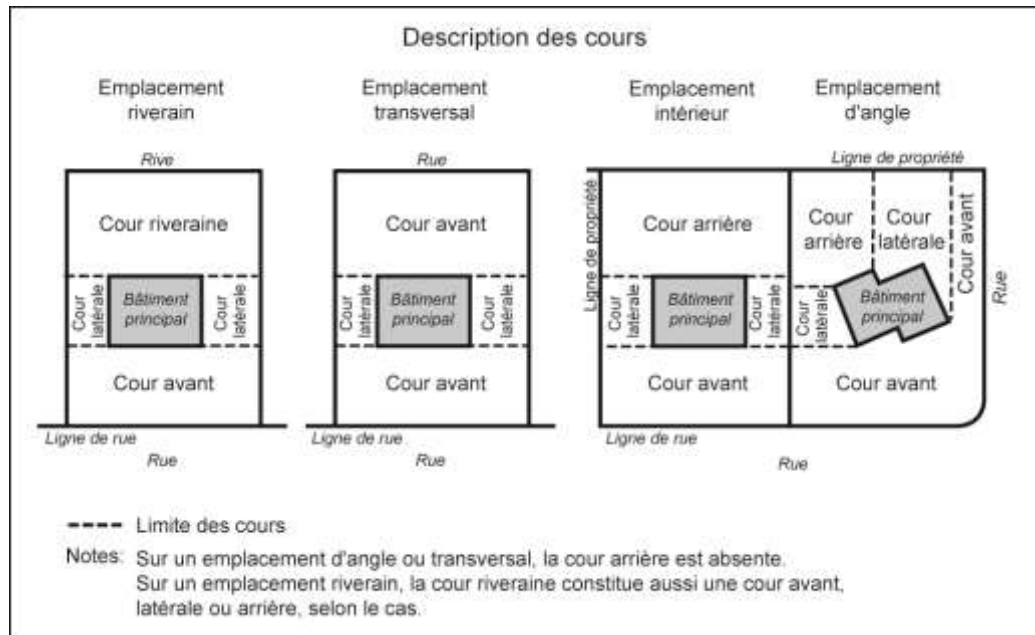 Description des cours
Emplacement
riverain
Rive
Cour riveraine
Cour
latérale
Bâtiment
principal
Cour
latérale
Cour avant
Ligne de rue
Rue
Emplacement
transversal
Rue
Cour avant
Cour
latérale
Bâtiment
principal
Cour
latérale
Cour avant
Ligne de rue
Rue
Emplacement
intérieur
Ligne de propriété
Cour arrière
Cour
latérale
Bâtiment
principal
Cour
latérale
Cour avant
Ligne de rue
Emplacement
d'angle
Ligne de propriété
Cour
arrière
Cour
latérale
Cour avant
Rue
Cour
latérale
Bâtiment
principal
Cour avant
Rue
Limite des cours
Notes: Sur un emplacement d'angle ou transversal, la cour arrière est absente.
Sur un emplacement riverain, la cour riveraine constitue aussi une cour avant,
latérale ou arrière, selon le cas.